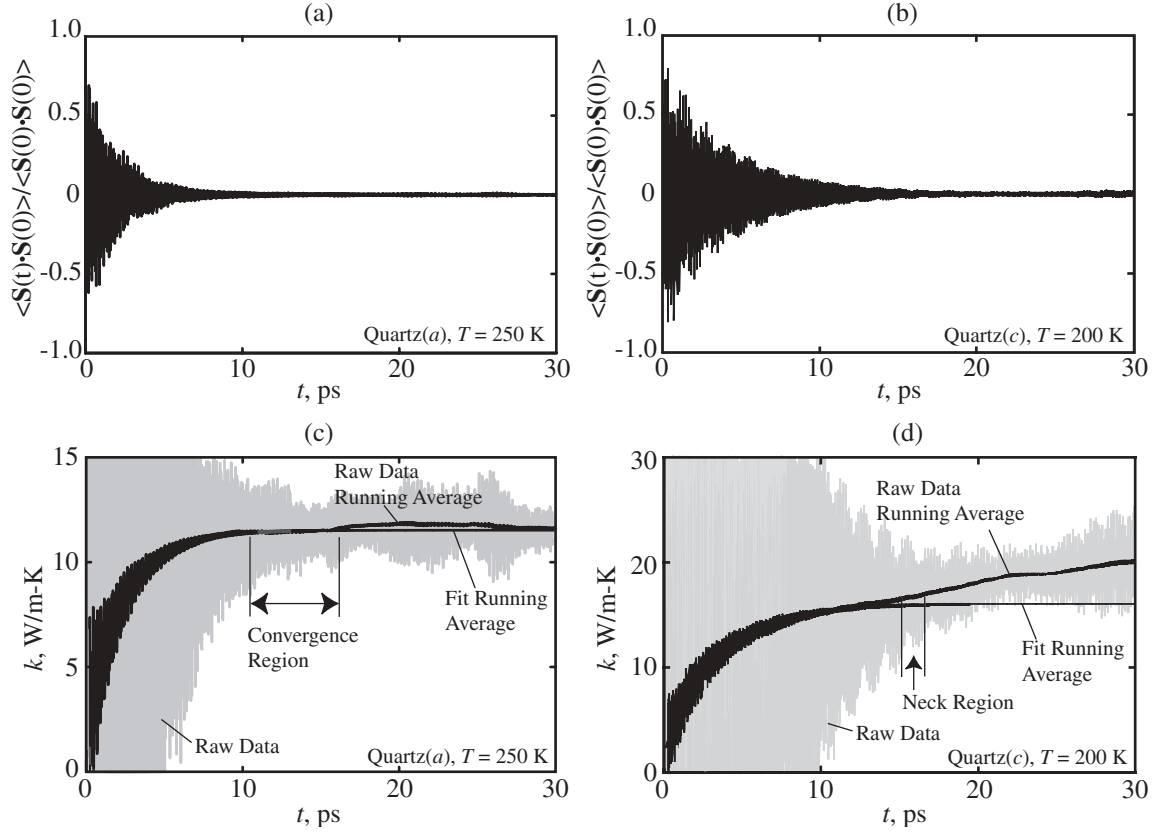 (a)
1.0
0.5
0
-0.5
-1.0
<S(t)•S(0)>/<S(0)•S(0)>
Quartz(a), T = 250 K
0 10 20 30
t, ps
(b)
1.0
0.5
0
-0.5
-1.0
<S(t)•S(0)>/<S(0)•S(0)>
Quartz(c), T = 200 K
0 10 20 30
t, ps
(c)
15
10
5
0
k, W/m-K
Raw Data
Running Average
Fit Running
Average
Convergence
Region
Raw Data
Quartz(a), T = 250 K
0 10 20 30
t, ps
(d)
30
20
10
0
k, W/m-K
Raw Data
Running Average
Fit Running
Average
Neck Region
Raw Data
Quartz(c), T = 200 K
0 10 20 30
t, ps